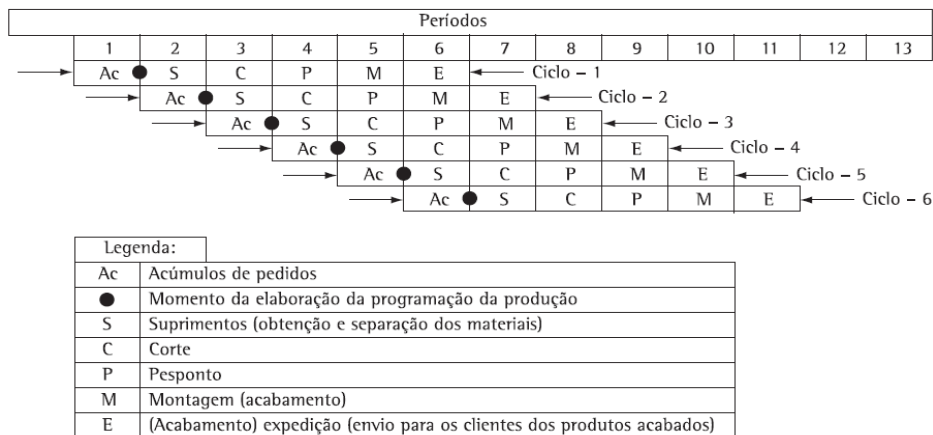 Períodos
1 2 3 4 5 6 7 8 9 10 11 12 13
Ac S C P M E Ciclo – 1
Ac S C P M E Ciclo – 2
Ac S C P M E Ciclo – 3
Ac S C P M E Ciclo – 4
Ac S C P M E Ciclo – 5
Ac S C P M E Ciclo – 6
Legenda:
Ac Acúmulos de pedidos
● Momento da elaboração da programação da produção
S Suprimentos (obtenção e separação dos materiais)
C Corte
P Pesponto
M Montagem (acabamento)
E (Acabamento) expedição (envio para os clientes dos produtos acabados)